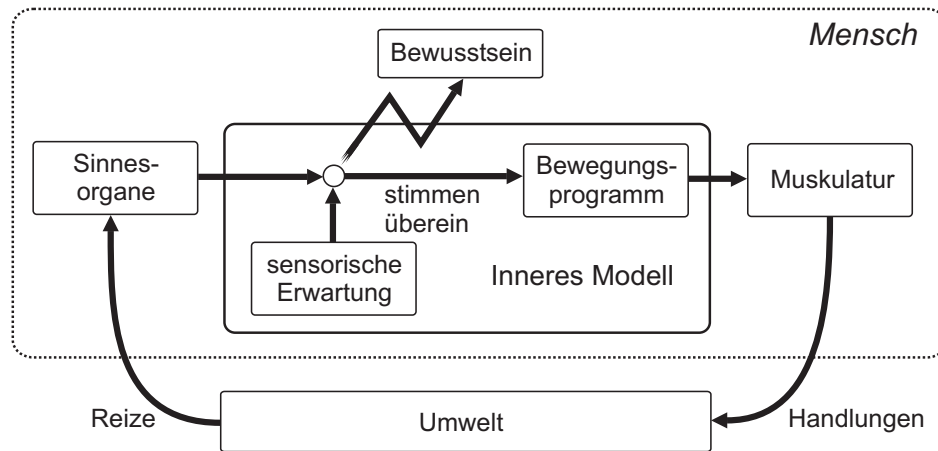 Mensch
Bewusstsein
Sinnes-
organe
stimmen
überein
Bewegungs-
programm
Muskulatur
sensorische
Erwartung
Inneres Modell
Reize
Umwelt
Handlungen